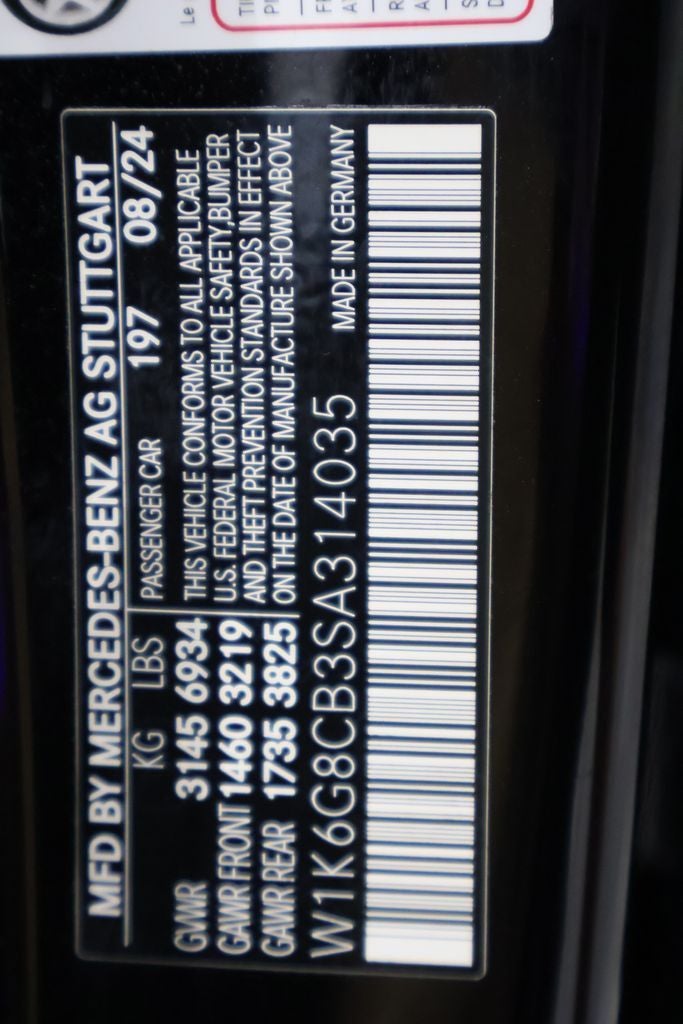 Le
MFD BY MERCEDES-BENZ AG STUTTGART
KG LBS PASSENGER CAR 197 08/24
GWR 3145 6934 THIS VEHICLE CONFORMS TO ALL APPLICABLE
GAWR FRONT 1460 3219 U.S. FEDERAL MOTOR VEHICLE SAFETY,BUMPER
GAWR REAR 1735 3825 AND THEFT PREVENTION STANDARDS IN EFFECT
ON THE DATE OF MANUFACTURE SHOWN ABOVE
W1K6G8CB3SA314035 MADE IN GERMANY